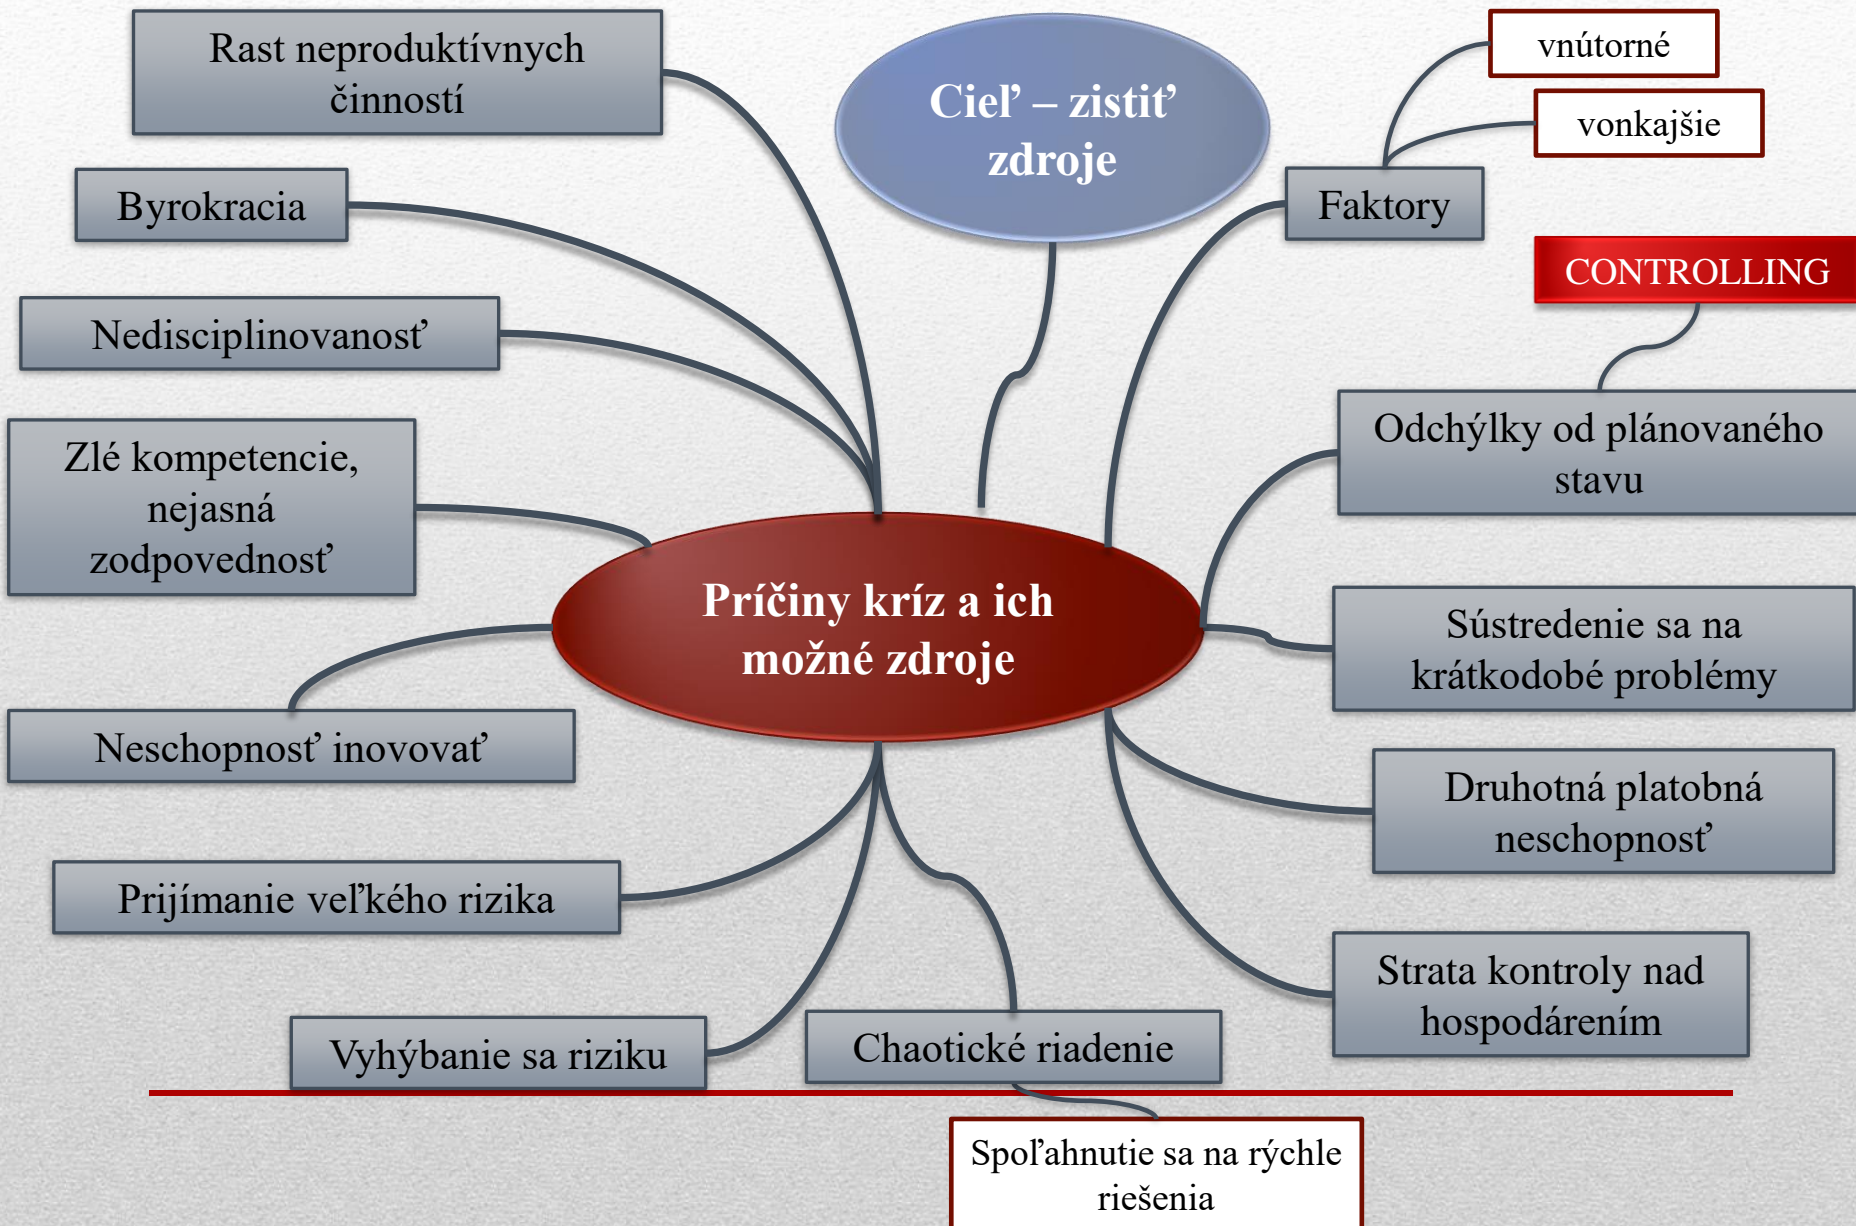 Rast neproduktívnych
činností
Cieľ – zistiť
zdroje
vnútorné
vonkajšie
Byrokracia
Faktory
CONTROLLING
Nedisciplinovanosť
Odchýlky od plánovaného
stavu
Zlé kompetencie,
nejasná
zodpovednosť
Príčiny kríz a ich
možné zdroje
Sústredenie sa na
krátkodobé problémy
Neschopnosť inovovať
Druhotná platobná
neschopnosť
Prijímanie veľkého rizika
Strata kontroly nad
hospodárením
Vyhýbanie sa riziku
Chaotické riadenie
Spoľahnutie sa na rýchle
riešenia